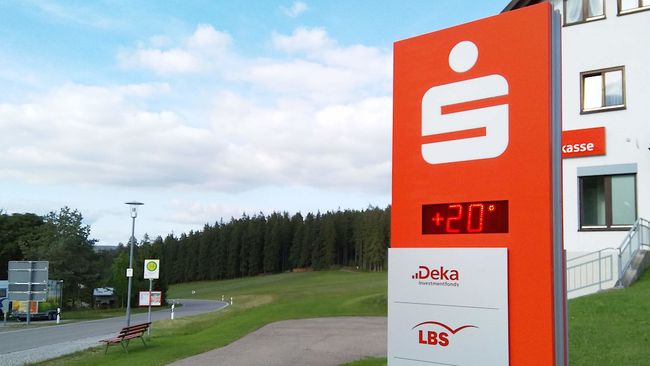 +20°
kasse
Deka
Investmentfonds
LBS